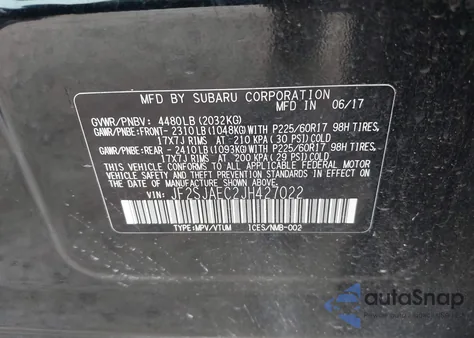 MFD BY SUBARU CORPORATION
06/17
GVWR/PNBV: 4480LB(2032KG)
GAWR/PNBE:FRONT-2310LB(1048KG)WITH P225/60R17 98H TIRES,
17X7J RIMS AT-210 KPA(30 PSI)COLD
GAWR/PNBE:REAR -2410LB(1093KG)WITH P225/60R17 98H TIRES,
17X7J RIMS AT 200 KPA(29 PSI)COLD
THIS VEHICLE CONFORMS TO ALL APPLICABLE FEDERAL MOTOR
VEHICLE SAFETY, BUMPER, AND THEFT PREVENTION STANDARDS
IN EFFECT ON THE DATE OF MANUFACTURE SHOWN ABOVE.
VIN: JF2SJAEC2JH427022
TYPE:MPV/VTUM ICES/NMB-002
autoSnap